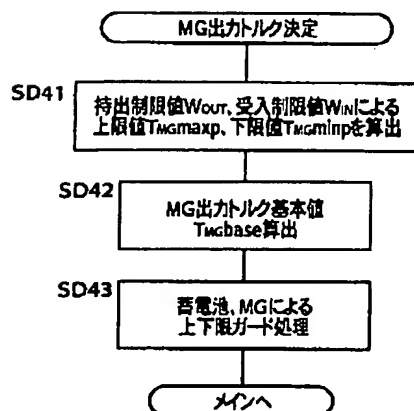 MG出力トルク決定
SD41
持出制限値WOUT、受入制限値WINによる
上限値TMGmaxp、下限値TMGminpを算出
SD42
MG出力トルク基本値
TMGbase算出
SD43
蓄電池、MGによる
上下限ガード処理
メインへ